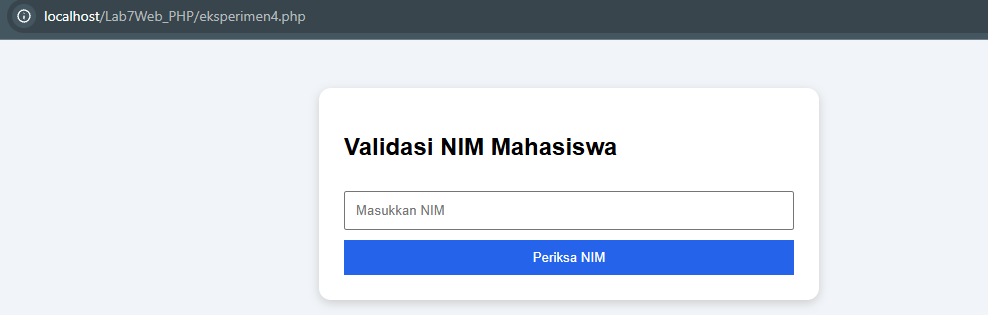 localhost/Lab7Web_PHP/eksperimen4.php
Validasi NIM Mahasiswa
Masukkan NIM
Periksa NIM